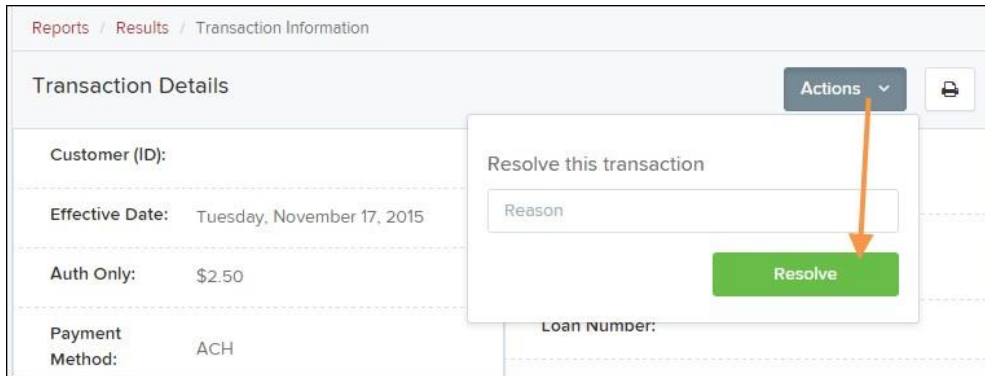 Reports / Results / Transaction Information
Transaction Details
Actions
Customer (ID):
Resolve this transaction
Reason
Effective Date: Tuesday, November 17, 2015
Resolve
Auth Only: $2.50
Loan Number:
Payment
Method: ACH